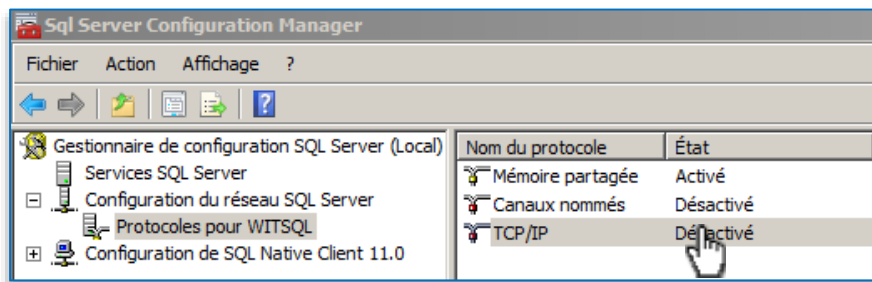 Sql Server Configuration Manager
Fichier Action Affichage ?
Gestionnaire de configuration SQL Server (Local)
Services SQL Server
Configuration du réseau SQL Server
Protocoles pour WITSQL
Configuration de SQL Native Client 11.0
Nom du protocole État
Mémoire partagée Activé
Canaux nommés Désactivé
TCP/IP Désactivé